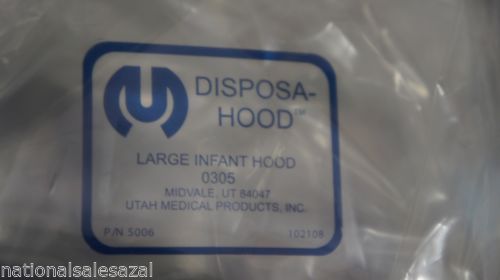 DISPOSA-
HOOD™
LARGE INFANT HOOD
0305
MIDVALE, UT 84047
UTAH MEDICAL PRODUCTS, INC.
P/N 5006 102108
nationalsalesazal